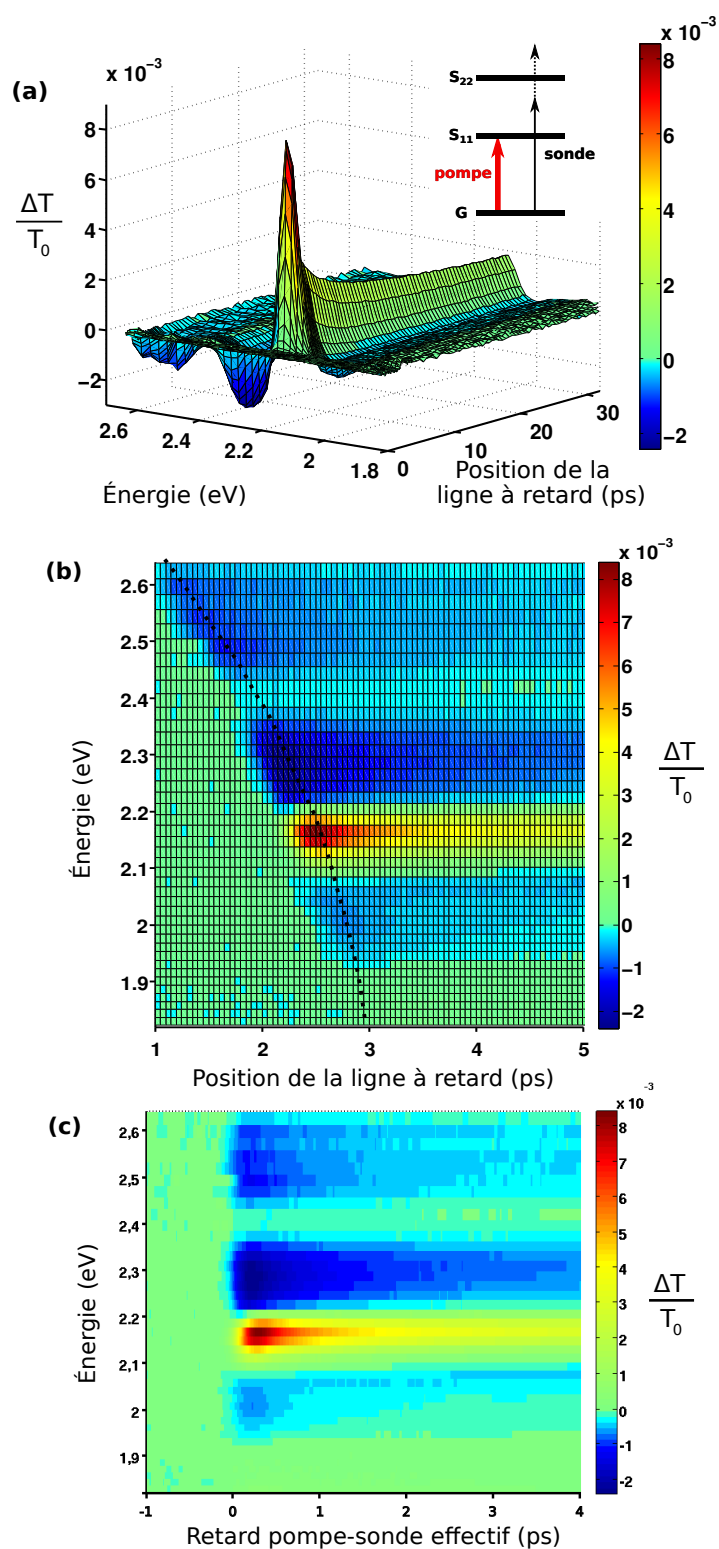 (a)
x 10⁻³
8
6
4
2
0
−2
ΔT
T₀
2.6
2.4
2.2
2
1.8
Énergie (eV)
0
10
20
30
Position de la
ligne à retard (ps)
S₂₂
S₁₁
sonde
pompe
G
x 10⁻³
8
6
4
2
0
−2
(b)
2.6
2.5
2.4
2.3
2.2
2.1
2
1.9
Énergie (eV)
1
2
3
4
5
Position de la ligne à retard (ps)
x 10⁻³
8
7
6
5
4
3
2
1
0
−1
−2
ΔT
T₀
(c)
2,6
2,5
2,4
2,3
2.2
2,1
2
1,9
Énergie (eV)
-1
0
1
2
3
4
Retard pompe-sonde effectif (ps)
x 10⁻³
8
7
6
5
4
3
2
1
0
-1
-2
ΔT
T₀